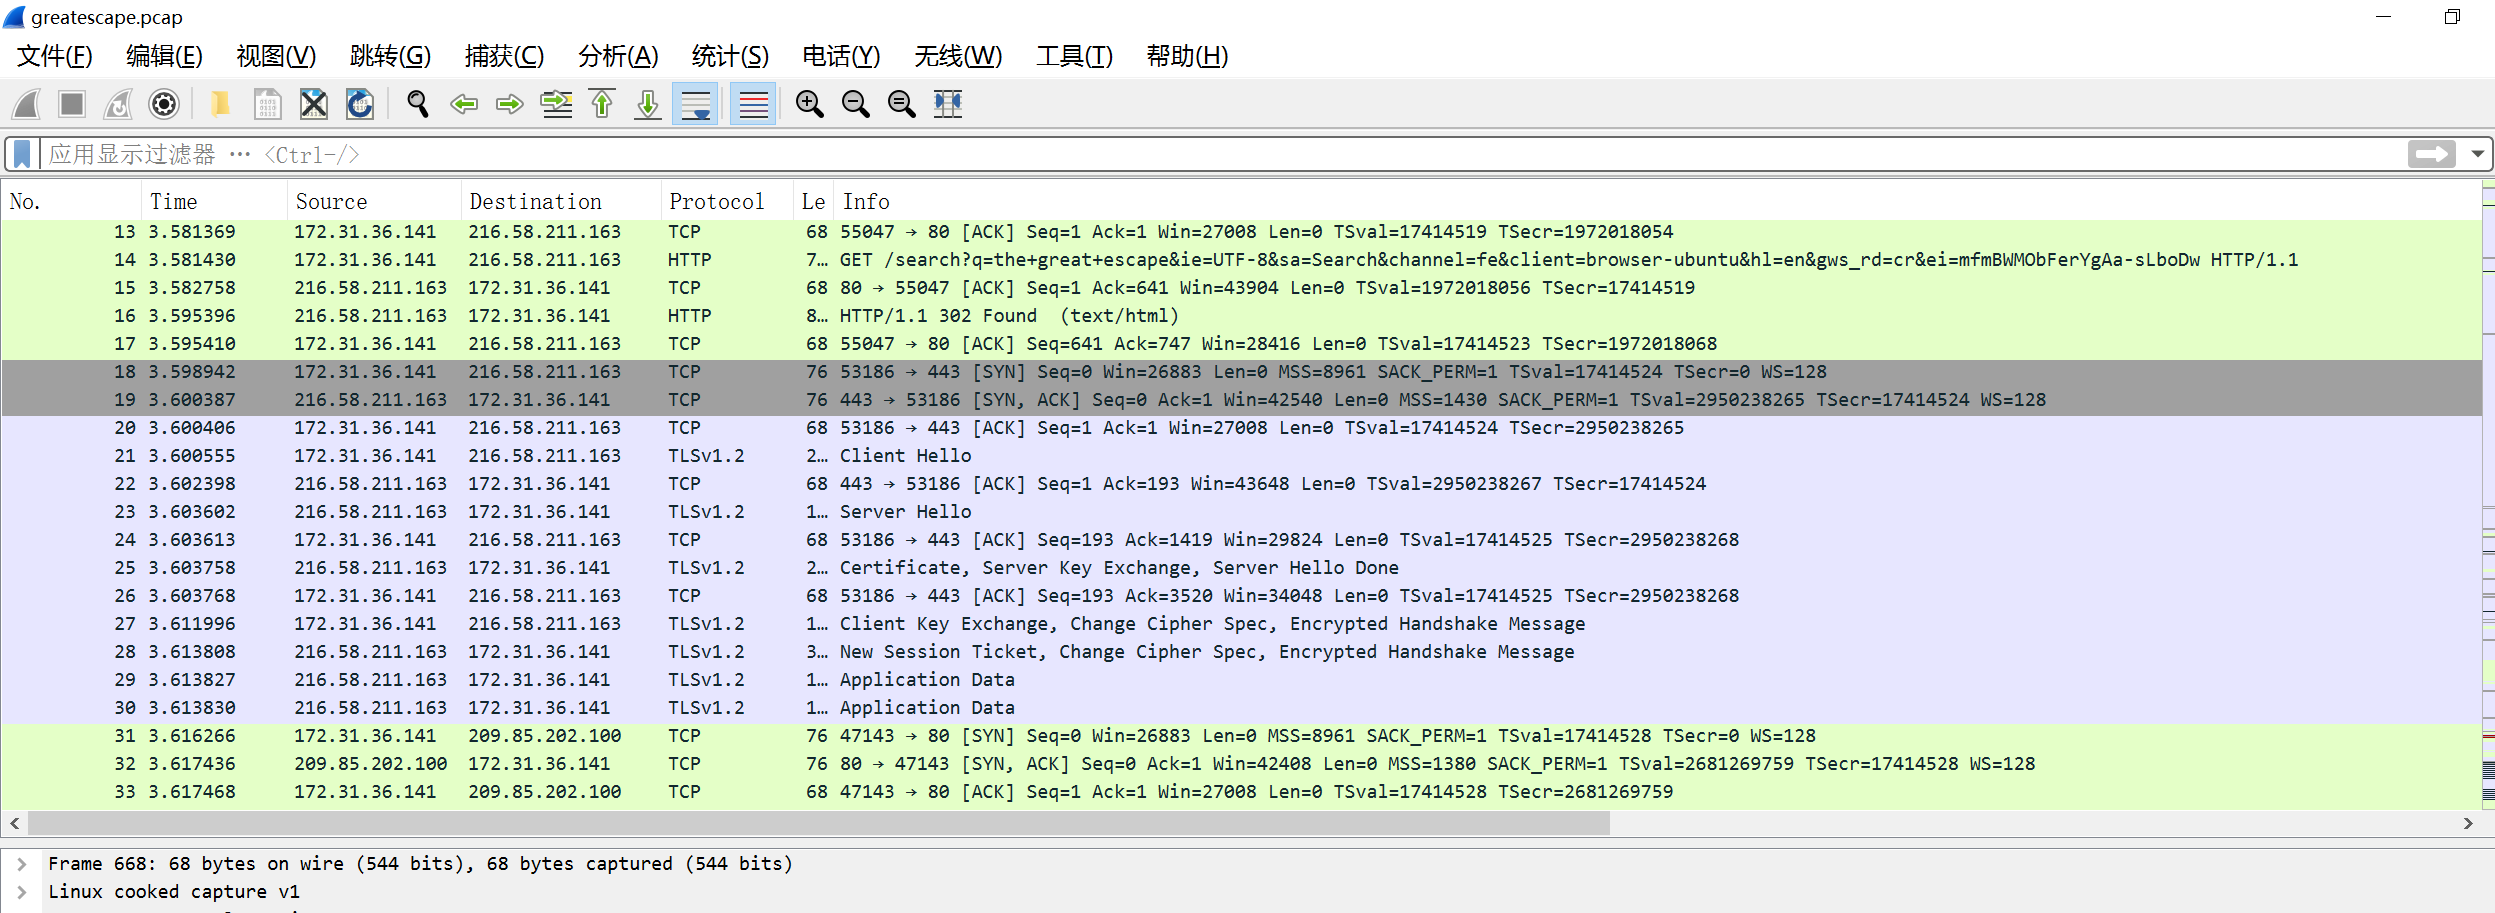 greatescape.pcap
文件(F) 编辑(E) 视图(V) 跳转(G) 捕获(C) 分析(A) 统计(S) 电话(Y) 无线(W) 工具(T) 帮助(H)
应用显示过滤器 … <Ctrl-/>
No. Time Source Destination Protocol Le Info
13 3.581369 172.31.36.141 216.58.211.163 TCP 68 55047 → 80 [ACK] Seq=1 Ack=1 Win=27008 Len=0 TSval=17414519 TSecr=1972018054
14 3.581430 172.31.36.141 216.58.211.163 HTTP 7… GET /search?q=the+great+escape&ie=UTF-8&sa=Search&channel=fe&client=browser-ubuntu&hl=en&gws_rd=cr&ei=mfmBWMObFerYgAa-sLboDw HTTP/1.1
15 3.582758 216.58.211.163 172.31.36.141 TCP 68 80 → 55047 [ACK] Seq=1 Ack=641 Win=43904 Len=0 TSval=1972018056 TSecr=17414519
16 3.595396 216.58.211.163 172.31.36.141 HTTP 8… HTTP/1.1 302 Found (text/html)
17 3.595410 172.31.36.141 216.58.211.163 TCP 68 55047 → 80 [ACK] Seq=641 Ack=747 Win=28416 Len=0 TSval=17414523 TSecr=1972018068
18 3.598942 172.31.36.141 216.58.211.163 TCP 76 53186 → 443 [SYN] Seq=0 Win=26883 Len=0 MSS=8961 SACK_PERM=1 TSval=17414524 TSecr=0 WS=128
19 3.600387 216.58.211.163 172.31.36.141 TCP 76 443 → 53186 [SYN, ACK] Seq=0 Ack=1 Win=42540 Len=0 MSS=1430 SACK_PERM=1 TSval=2950238265 TSecr=17414524 WS=128
20 3.600406 172.31.36.141 216.58.211.163 TCP 68 53186 → 443 [ACK] Seq=1 Ack=1 Win=27008 Len=0 TSval=17414524 TSecr=2950238265
21 3.600555 172.31.36.141 216.58.211.163 TLSv1.2 2… Client Hello
22 3.602398 216.58.211.163 172.31.36.141 TCP 68 443 → 53186 [ACK] Seq=1 Ack=193 Win=43648 Len=0 TSval=2950238267 TSecr=17414524
23 3.603602 216.58.211.163 172.31.36.141 TLSv1.2 1… Server Hello
24 3.603613 172.31.36.141 216.58.211.163 TCP 68 53186 → 443 [ACK] Seq=193 Ack=1419 Win=29824 Len=0 TSval=17414525 TSecr=2950238268
25 3.603758 216.58.211.163 172.31.36.141 TLSv1.2 2… Certificate, Server Key Exchange, Server Hello Done
26 3.603768 172.31.36.141 216.58.211.163 TCP 68 53186 → 443 [ACK] Seq=193 Ack=3520 Win=34048 Len=0 TSval=17414525 TSecr=2950238268
27 3.611996 172.31.36.141 216.58.211.163 TLSv1.2 1… Client Key Exchange, Change Cipher Spec, Encrypted Handshake Message
28 3.613808 216.58.211.163 172.31.36.141 TLSv1.2 3… New Session Ticket, Change Cipher Spec, Encrypted Handshake Message
29 3.613827 216.58.211.163 172.31.36.141 TLSv1.2 1… Application Data
30 3.613830 216.58.211.163 172.31.36.141 TLSv1.2 1… Application Data
31 3.616266 172.31.36.141 209.85.202.100 TCP 76 47143 → 80 [SYN] Seq=0 Win=26883 Len=0 MSS=8961 SACK_PERM=1 TSval=17414528 TSecr=0 WS=128
32 3.617436 209.85.202.100 172.31.36.141 TCP 76 80 → 47143 [SYN, ACK] Seq=0 Ack=1 Win=42408 Len=0 MSS=1380 SACK_PERM=1 TSval=2681269759 TSecr=17414528 WS=128
33 3.617468 172.31.36.141 209.85.202.100 TCP 68 47143 → 80 [ACK] Seq=1 Ack=1 Win=27008 Len=0 TSval=17414528 TSecr=2681269759
Frame 668: 68 bytes on wire (544 bits), 68 bytes captured (544 bits)
Linux cooked capture v1